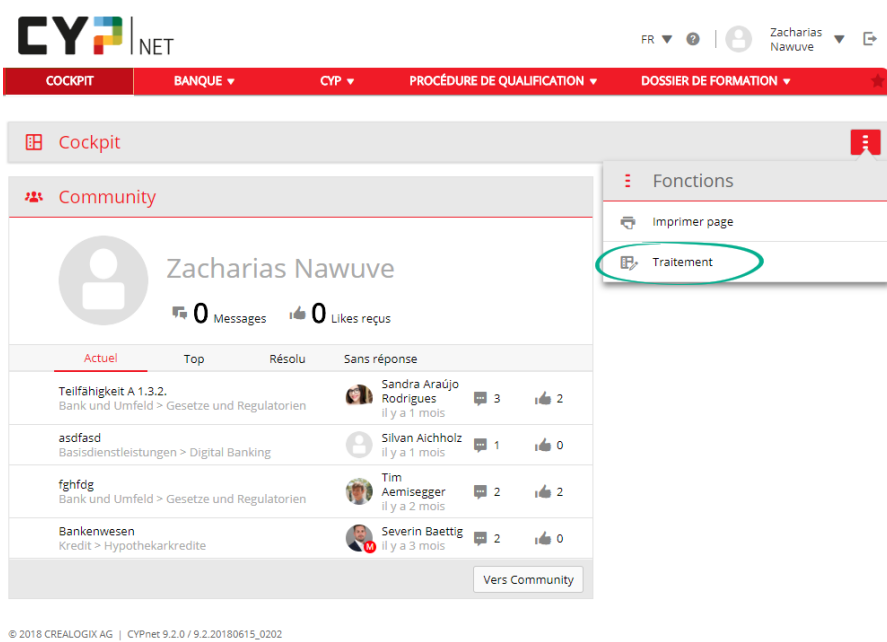 CYP NET
FR
Zacharias
Nawuve
COCKPIT BANQUE CYP PROCÉDURE DE QUALIFICATION DOSSIER DE FORMATION
Cockpit
Fonctions
Imprimer page
Traitement
Community
Zacharias Nawuve
0 Messages 0 Likes reçus
Actuel Top Résolu Sans réponse
Teilfähigkeit A 1.3.2.
Bank und Umfeld > Gesetze und Regulatorien
Sandra Araújo
Rodrigues
il y a 1 mois
3 2
asdfasd
Basisdienstleistungen > Digital Banking
Silvan Aichholz
il y a 1 mois
1 0
fghfdg
Bank und Umfeld > Gesetze und Regulatorien
Tim
Aemisegger
il y a 2 mois
2 2
Bankenwesen
Kredit > Hypothekarkredite
M
Severin Baettig
il y a 3 mois
2 0
Vers Community
© 2018 CREALOGIX AG | CYPnet 9.2.0 / 9.2.20180615_0202